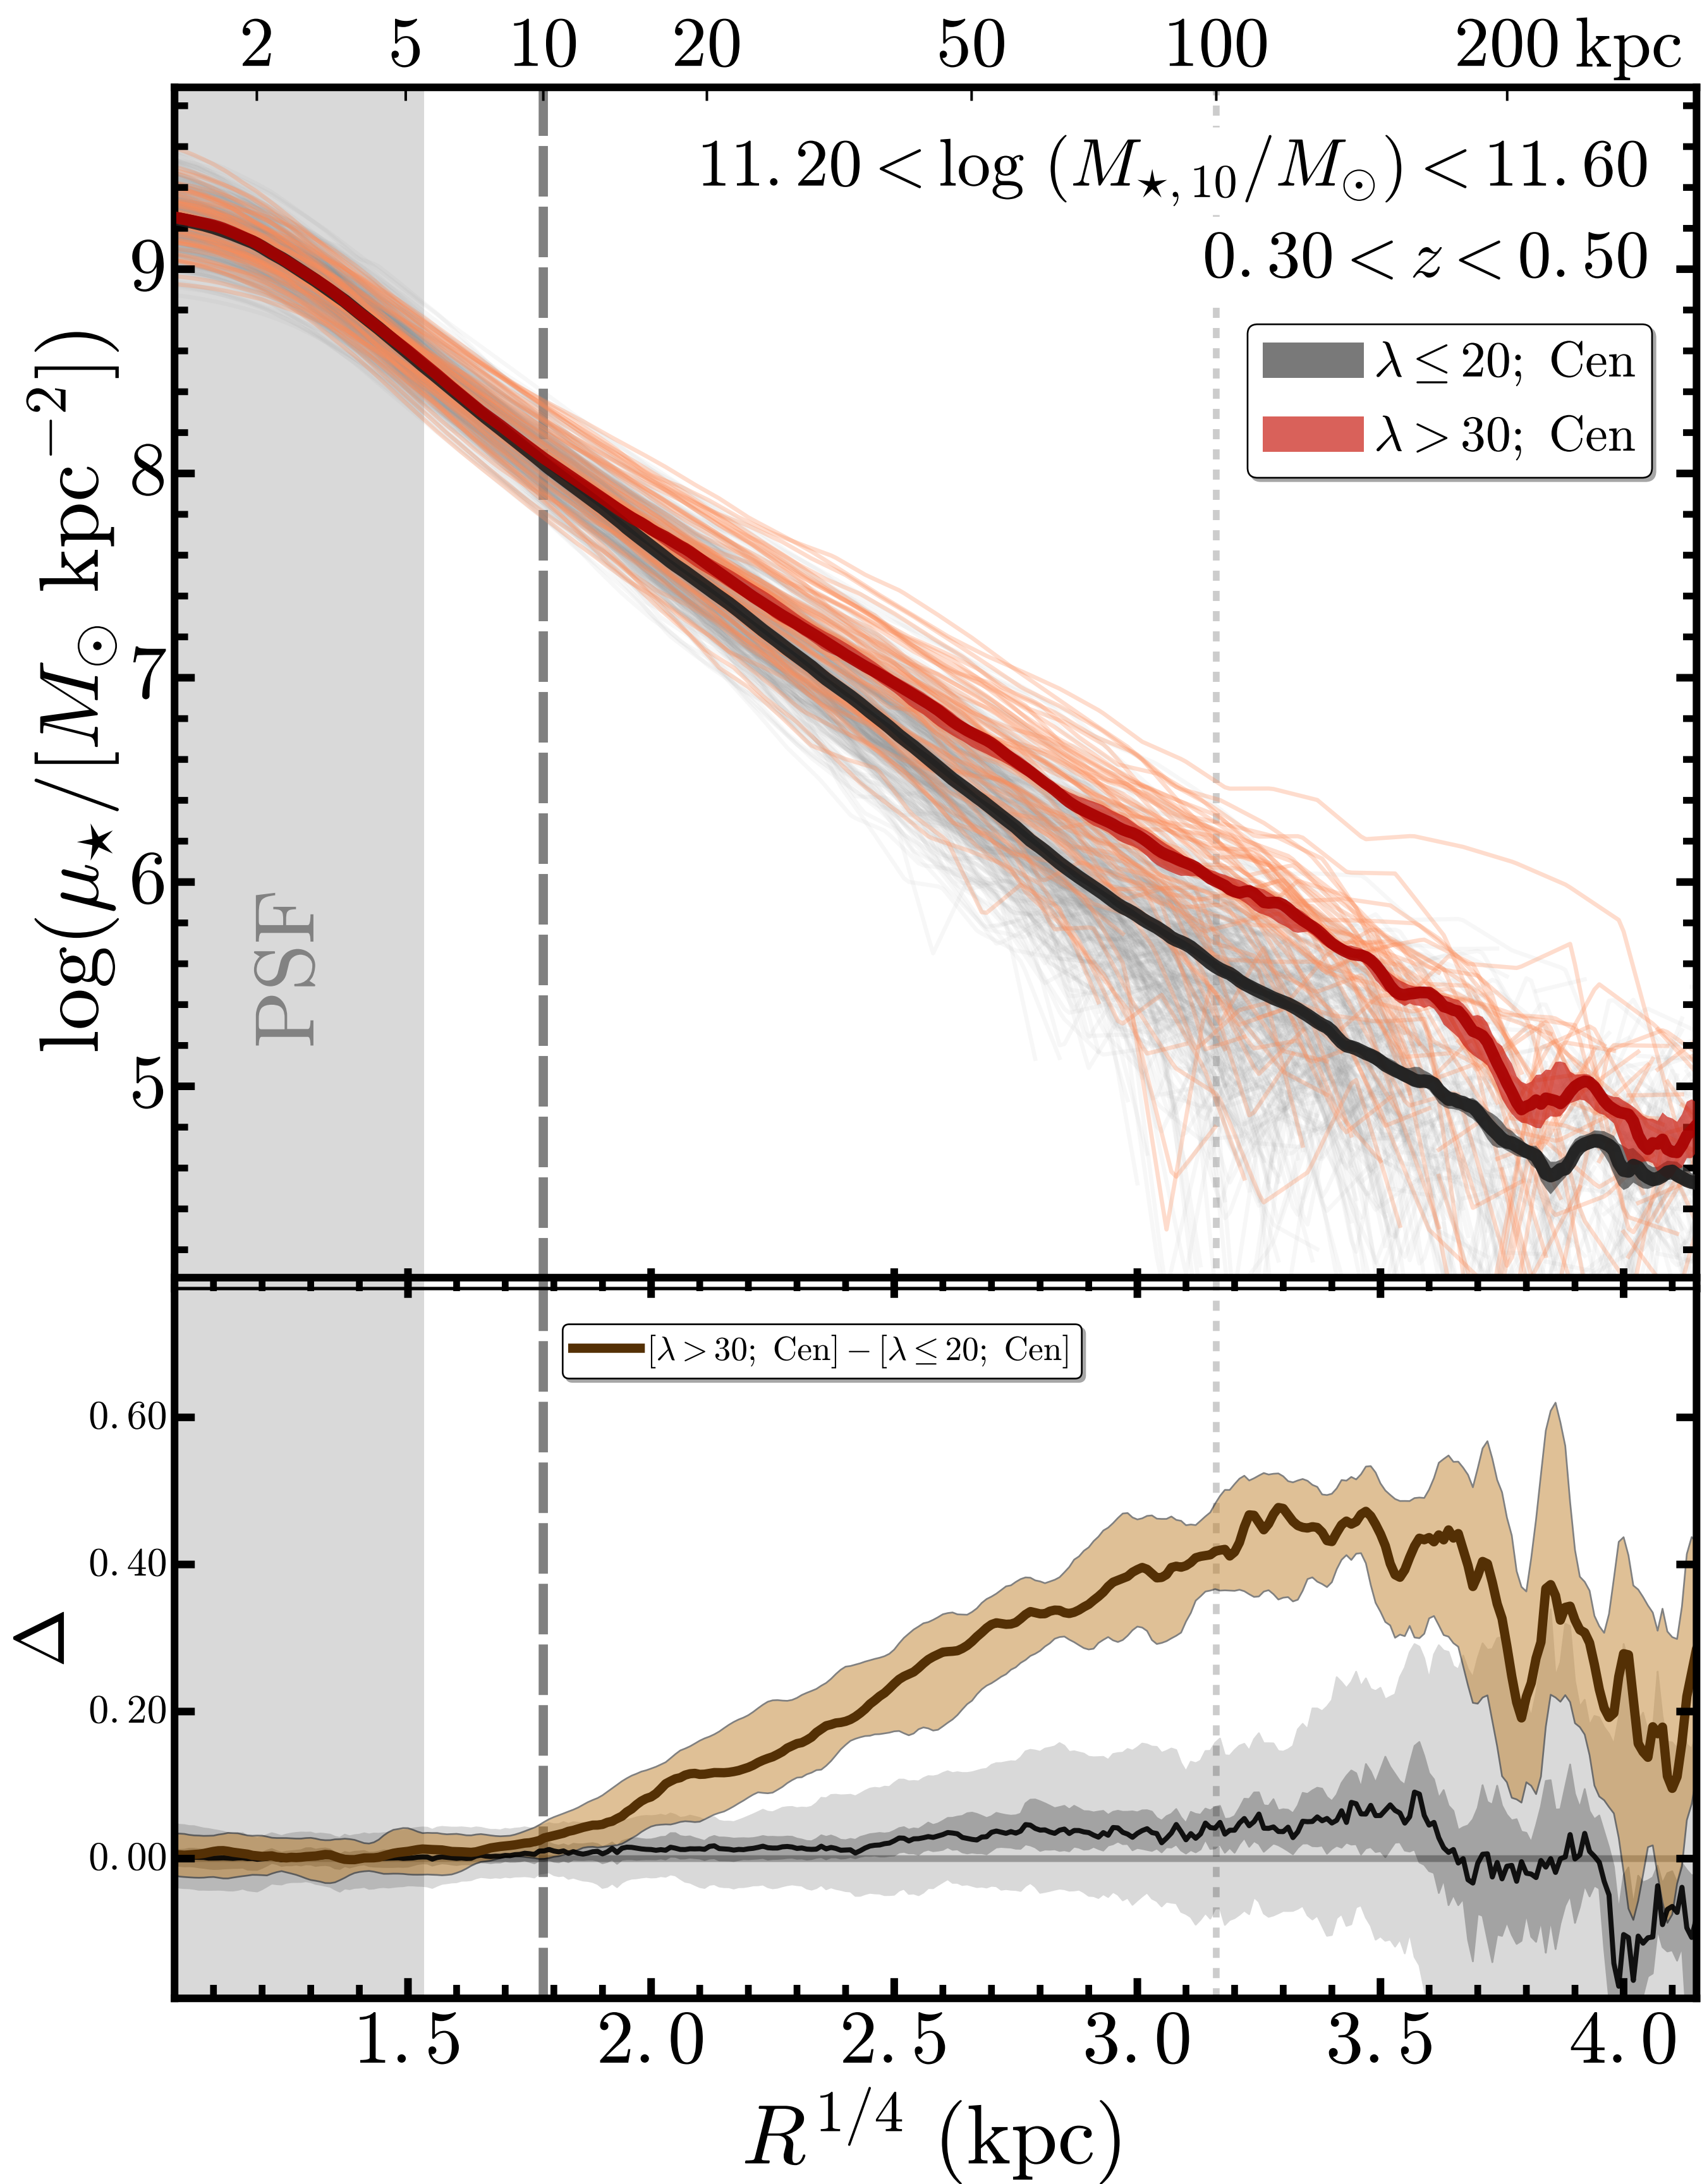 2 5 10 20 50 100 200 kpc
11.20 < log (M⋆,10/M⊙) < 11.60
0.30 < z < 0.50
λ ≤ 20; Cen
λ > 30; Cen
log(μ⋆/[M⊙ kpc⁻²])
9
8
7
6
5
PSF
[λ > 30; Cen] − [λ ≤ 20; Cen]
Δ
0.60
0.40
0.20
0.00
1.5 2.0 2.5 3.0 3.5 4.0
R^1/4 (kpc)